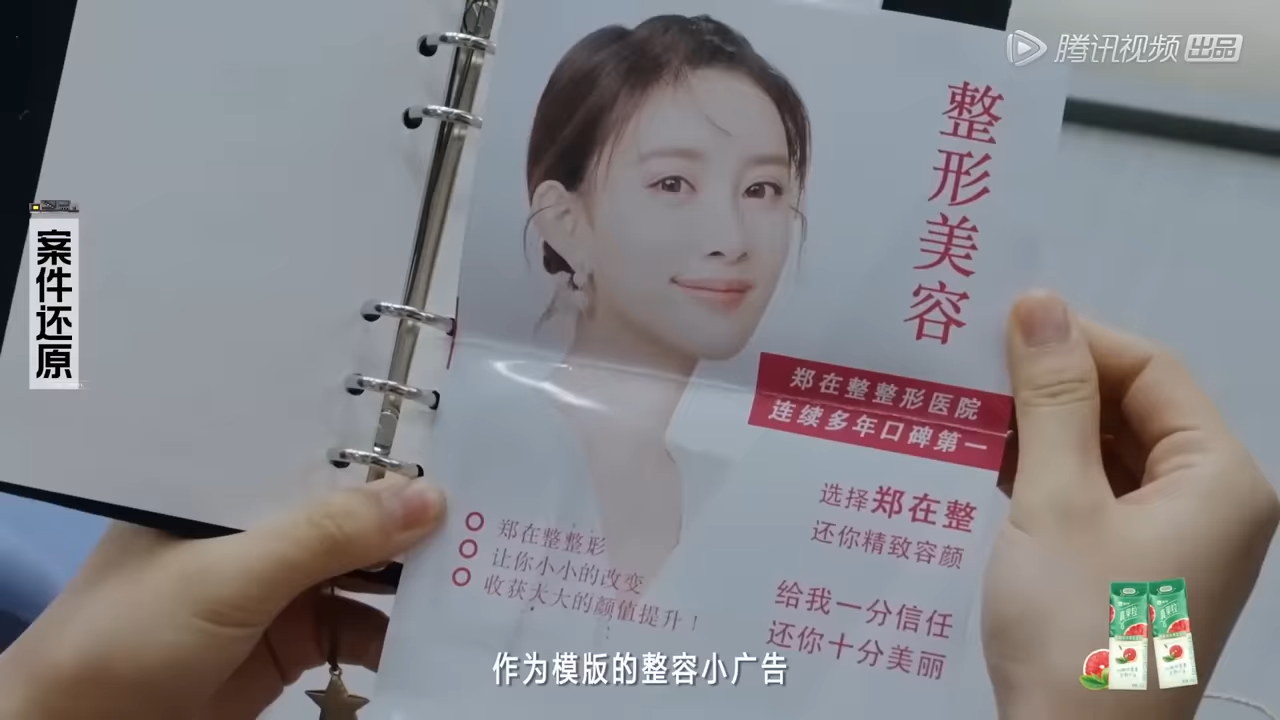 腾讯视频 出品
案件还原
整形美容
郑在整整形医院
连续多年口碑第一
选择郑在整
还你精致容颜
给我一分信任
还你十分美丽
郑在整整形
让你小小的改变
收获大大的颜值提升！
作为模版的整容小广告